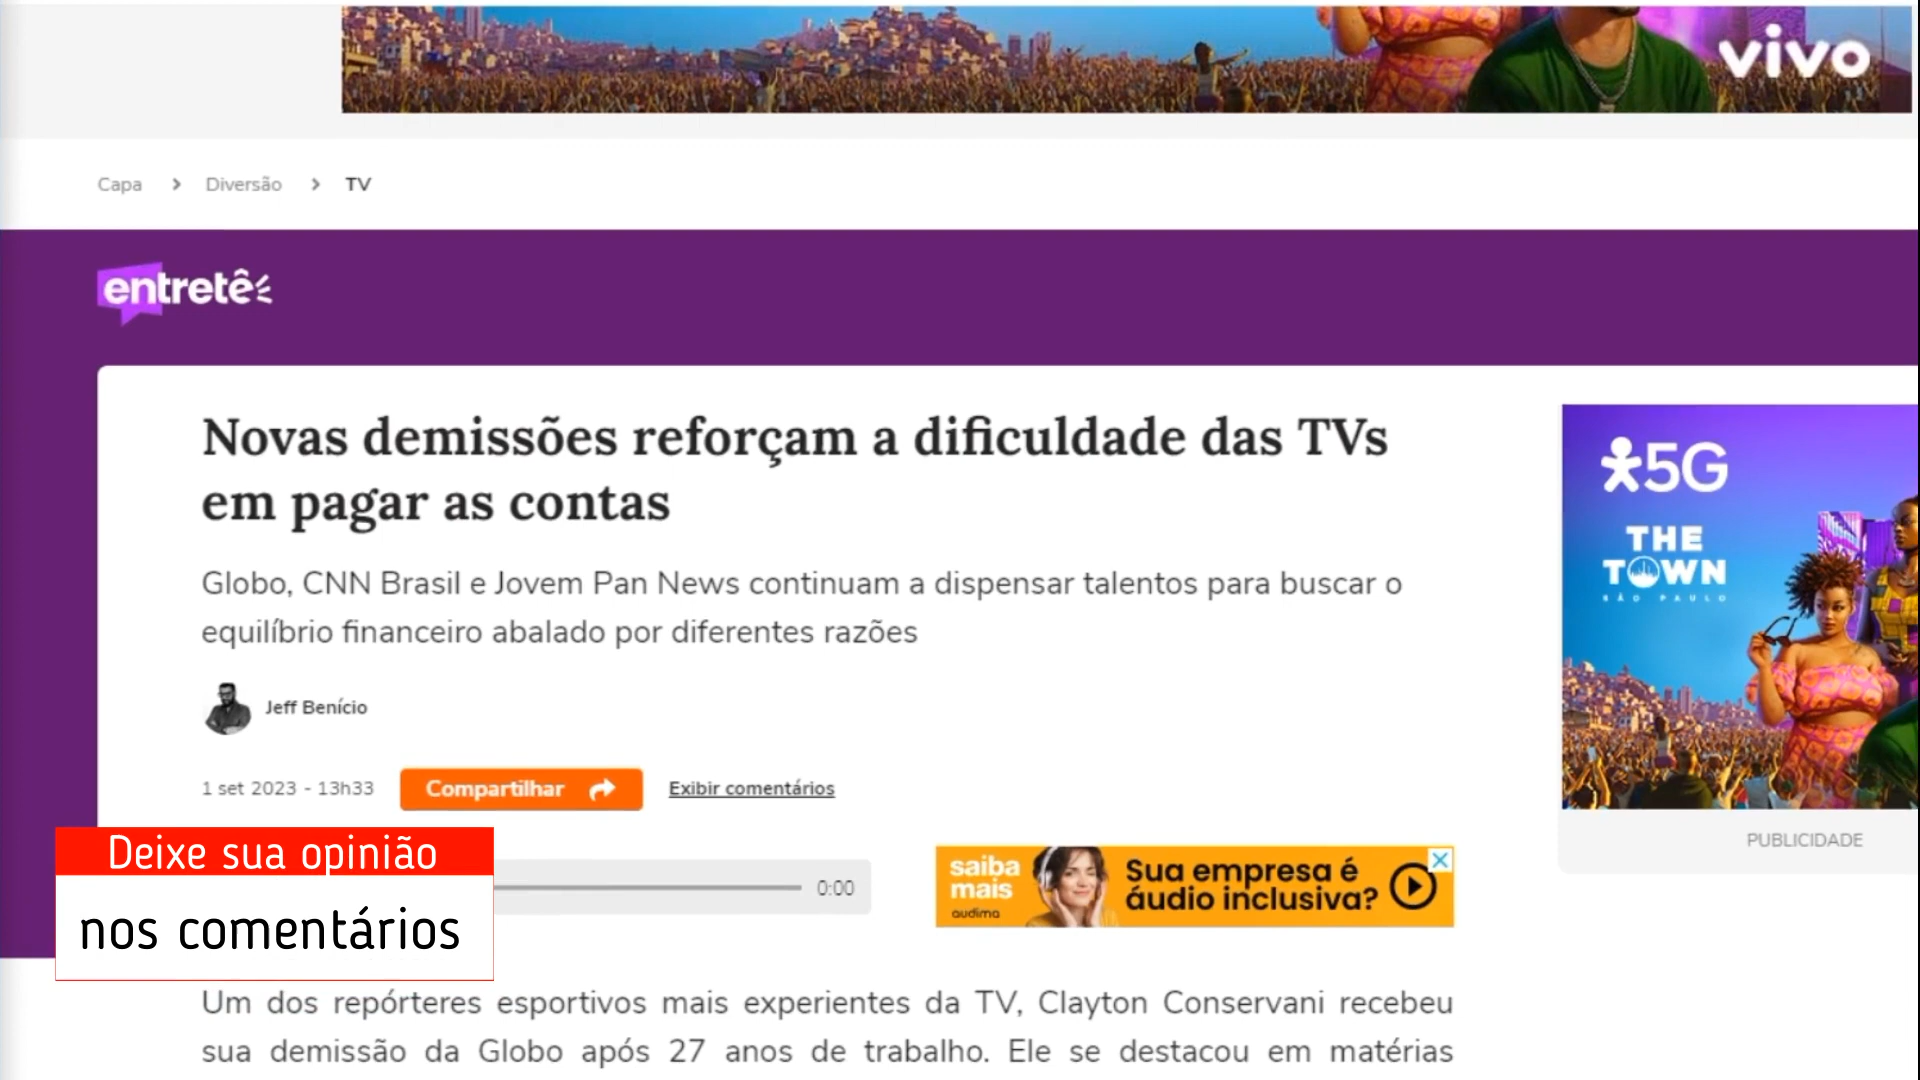 vivo
Capa > Diversão > TV
entretê
Novas demissões reforçam a dificuldade das TVs
em pagar as contas
Globo, CNN Brasil e Jovem Pan News continuam a dispensar talentos para buscar o
equilíbrio financeiro abalado por diferentes razões
Jeff Benício
1 set 2023 - 13h33
Compartilhar
Exibir comentários
5G
THE
TOWN
SÃO PAULO
PUBLICIDADE
Deixe sua opinião
nos comentários
0:00
saiba
mais
audima
Sua empresa é
áudio inclusiva?
Um dos repórteres esportivos mais experientes da TV, Clayton Conservani recebeu
sua demissão da Globo após 27 anos de trabalho. Ele se destacou em matérias